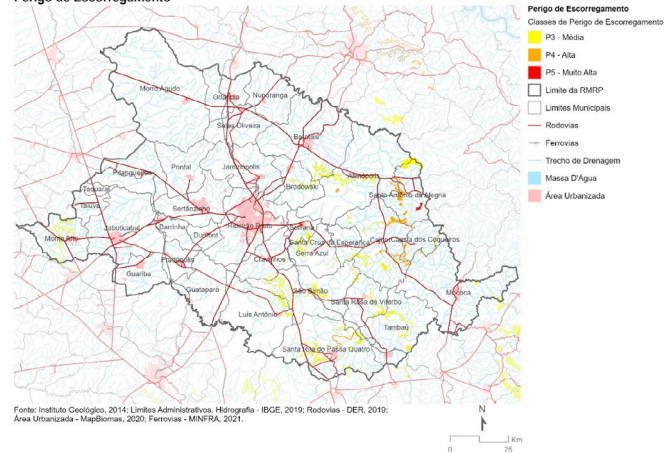 Perigo de Escorregamento
Perigo de Escorregamento
Classes de Perigo de Escorregamento
P3 - Média
P4 - Alta
P5 - Muito Alta
Limite da RMRP
Limites Municipais
Rodovias
Ferrovias
Trecho de Drenagem
Massa D'Água
Área Urbanizada
Morro Agudo
Orlândia
Nuporanga
Sales Oliveira
Batatais
Pitangueiras
Pontal
Jardinópolis
Brodowski
Altinópolis
Taquaral
Santo Antônio da Alegria
Taiúva
Sertãozinho
Jaboticabal
Barrinha
Dumont
Ribeirão Preto
Serrana
Monte Alto
Santa Cruz da Esperança
Cajuru
Cássia dos Coqueiros
Serra Azul
Pradópolis
Cravinhos
Guariba
Guatapará
São Simão
Mococa
Santa Rosa de Viterbo
Luís Antônio
Tambaú
Santa Rita do Passa Quatro
Fonte: Instituto Geológico, 2014; Limites Administrativos, Hidrografia - IBGE, 2019; Rodovias - DER, 2019;
Área Urbanizada - MapBiomas, 2020; Ferrovias - MINFRA, 2021.
N
Km
0 25